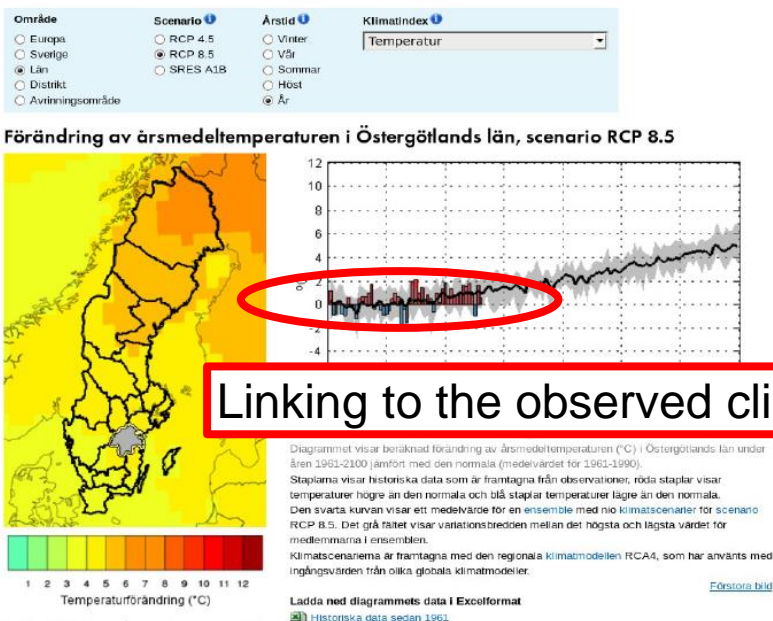 Område
Europa
Sverige
Län
Distrikt
Avrinningsområde
Scenario
RCP 4.5
RCP 8.5
SRES A1B
Årstid
Vinter
Vår
Sommar
Höst
År
Klimatindex
Temperatur
Förändring av årsmedeltemperaturen i Östergötlands län, scenario RCP 8.5
12
10
8
6
4
2
0
-2
-4
Linking to the observed cli
1 2 3 4 5 6 7 8 9 10 11 12
Temperaturförändring (°C)
Diagrammet visar beräknad förändring av årsmedeltemperaturen (°C) i Östergötlands län under
åren 1961-2100 jämfört med den normala (medelvärdet för 1961-1990).
Staplarna visar historiska data som är framtagna från observationer, röda staplar visar
temperaturer högre än den normala och blå staplar temperaturer lägre än den normala.
Den svarta kurvan visar ett medelvärde för en ensemble med nio klimatscenarier för scenario
RCP 8.5. Det grå fältet visar variationsbredden mellan det högsta och lägsta värdet för
medlemmarna i ensemblen.
Klimatscenarierna är framtagna med den regionala klimatmodellen RCA4, som har använts med
ingångsvärden från olika globala klimatmodeller.
Förstora bild
Ladda ned diagrammets data i Excelformat
Historiska data sedan 1961